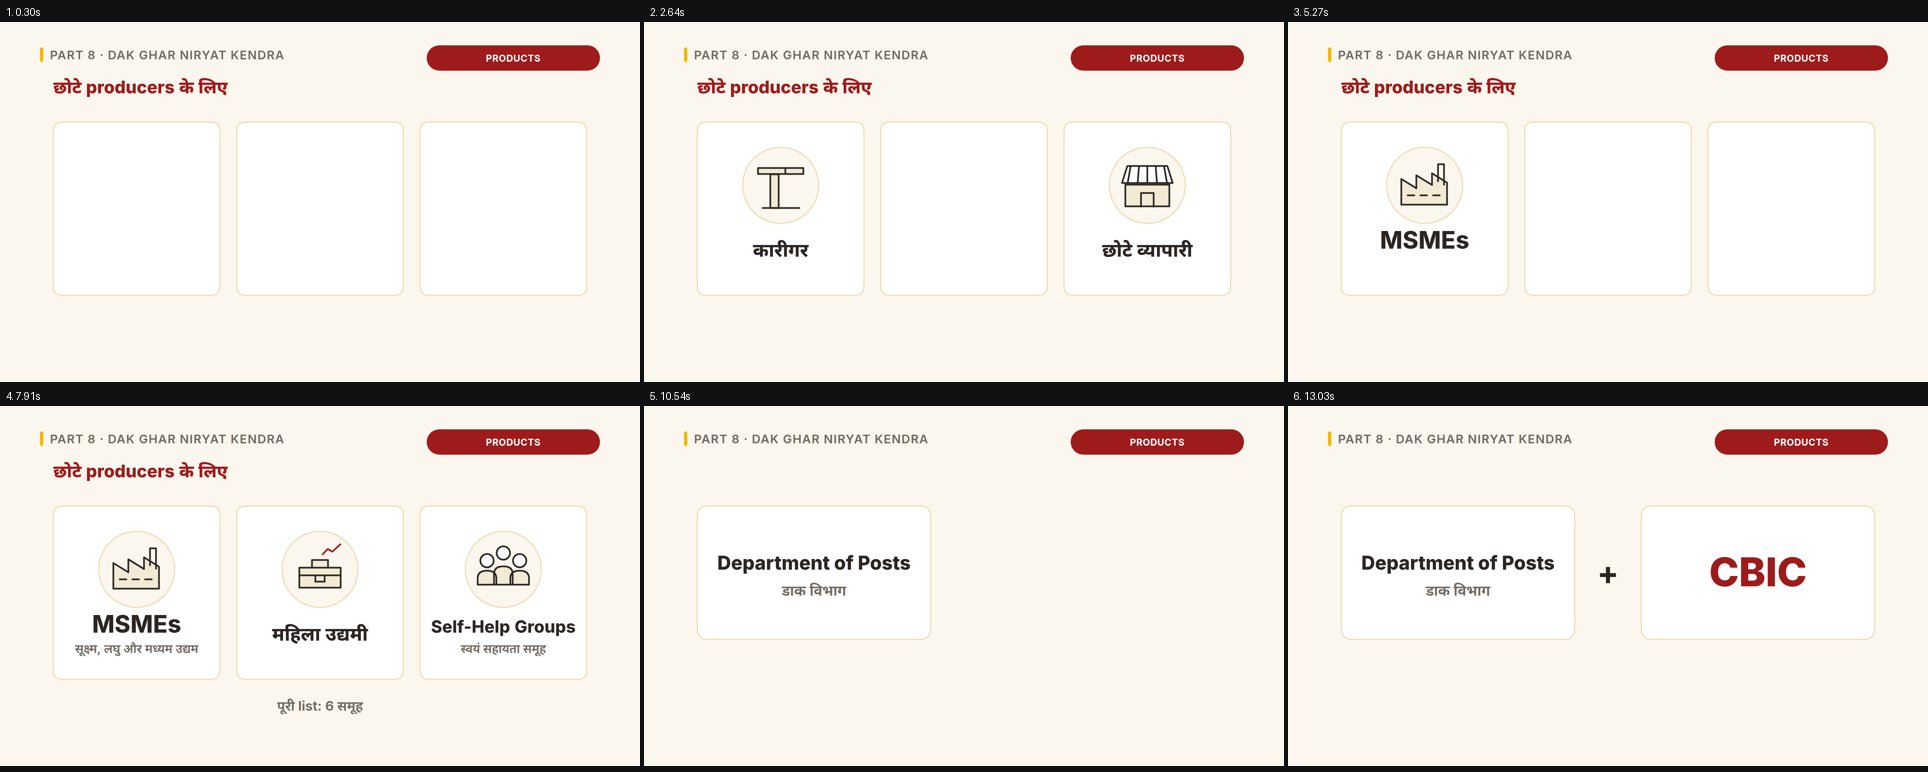 1. 0.30s
PART 8 · DAK GHAR NIRYAT KENDRA
PRODUCTS
छोटे producers के लिए
2. 2.64s
PART 8 · DAK GHAR NIRYAT KENDRA
PRODUCTS
छोटे producers के लिए
कारीगर
छोटे व्यापारी
3. 5.27s
PART 8 · DAK GHAR NIRYAT KENDRA
PRODUCTS
छोटे producers के लिए
MSMEs
4. 7.91s
PART 8 · DAK GHAR NIRYAT KENDRA
PRODUCTS
छोटे producers के लिए
MSMEs
सूक्ष्म, लघु और मध्यम उद्यम
महिला उद्यमी
Self-Help Groups
स्वयं सहायता समूह
पूरी list: 6 समूह
5. 10.54s
PART 8 · DAK GHAR NIRYAT KENDRA
PRODUCTS
Department of Posts
डाक विभाग
6. 13.03s
PART 8 · DAK GHAR NIRYAT KENDRA
PRODUCTS
Department of Posts
डाक विभाग
+
CBIC